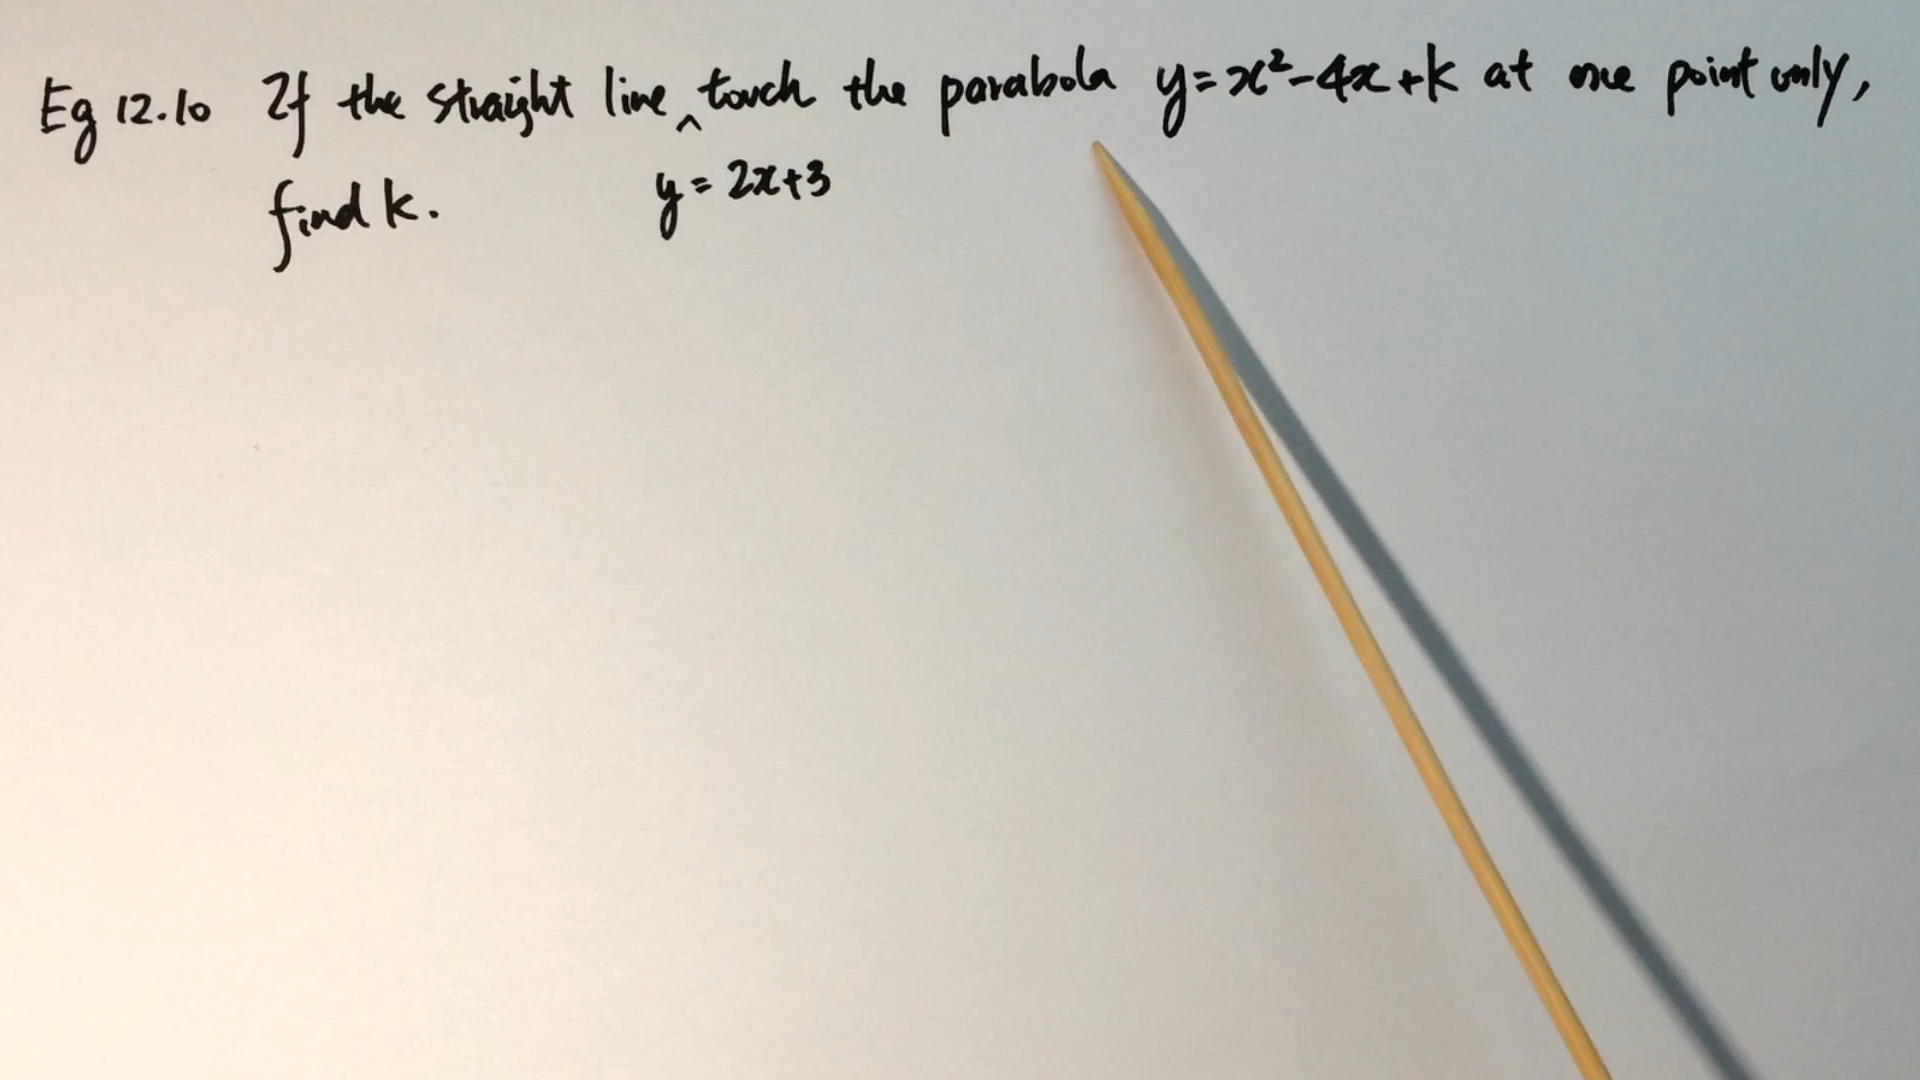 Eg 12.10 If the straight line ^ touch the parabola y=x²-4x+k at one point only,
find k. y=2x+3